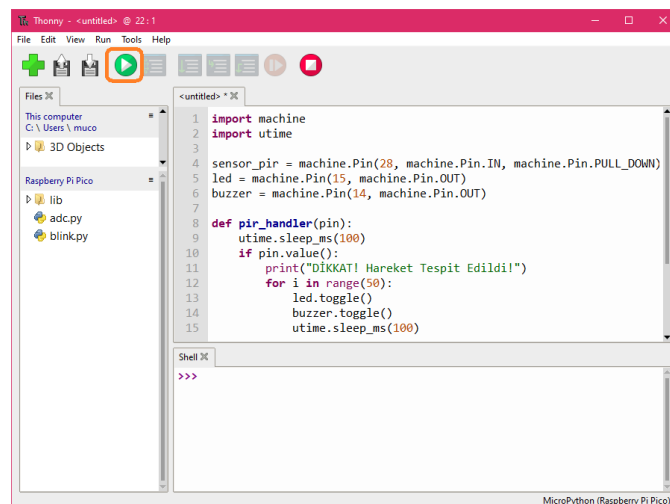 Thonny - <untitled> @ 22:1
File Edit View Run Tools Help
Files
This computer
C: \ Users \ muco
3D Objects
Raspberry Pi Pico
lib
adc.py
blink.py
<untitled> *
1 import machine
2 import utime
3
4 sensor_pir = machine.Pin(28, machine.Pin.IN, machine.Pin.PULL_DOWN)
5 led = machine.Pin(15, machine.Pin.OUT)
6 buzzer = machine.Pin(14, machine.Pin.OUT)
7
8 def pir_handler(pin):
9     utime.sleep_ms(100)
10     if pin.value():
11         print("DİKKAT! Hareket Tespit Edildi!")
12         for i in range(50):
13             led.toggle()
14             buzzer.toggle()
15             utime.sleep_ms(100)
Shell
>>>
MicroPython (Raspberry Pi Pico)